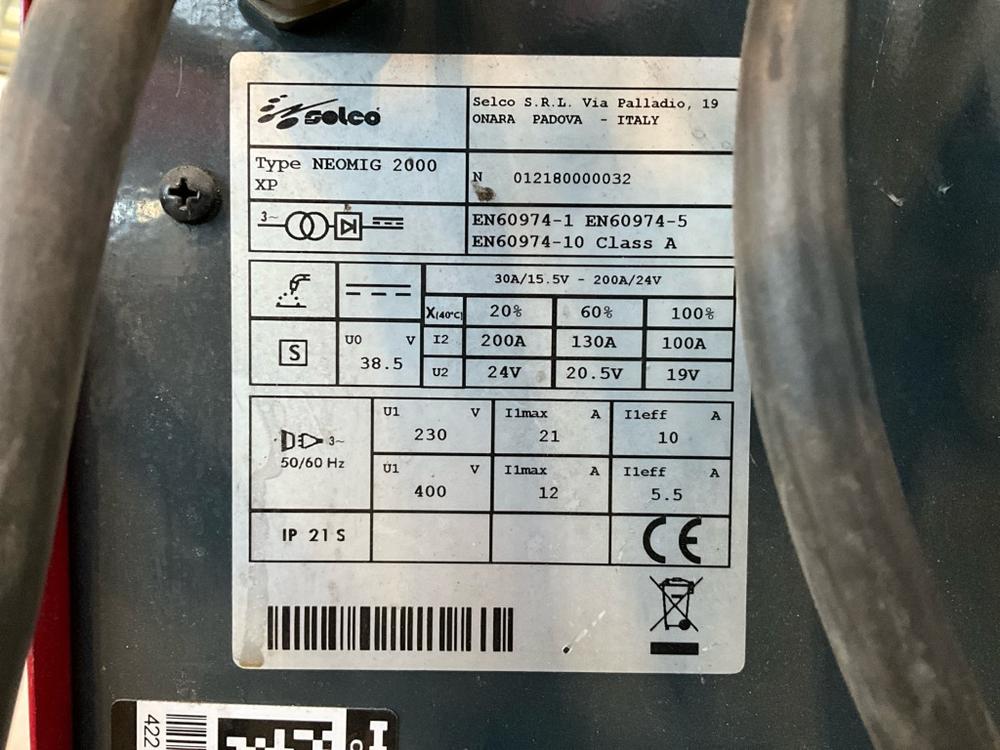 selco
Selco S.R.L. Via Palladio, 19
ONARA PADOVA - ITALY
Type NEOMIG 2000
XP
N 012180000032
3~
EN60974-1 EN60974-5
EN60974-10 Class A
30A/15.5V - 200A/24V
X(40°C) 20% 60% 100%
S
U0 V
38.5
I2 200A 130A 100A
U2 24V 20.5V 19V
3~
50/60 Hz
U1 V I1max A I1eff A
230 21 10
U1 V I1max A I1eff A
400 12 5.5
IP 21 S
CE
422